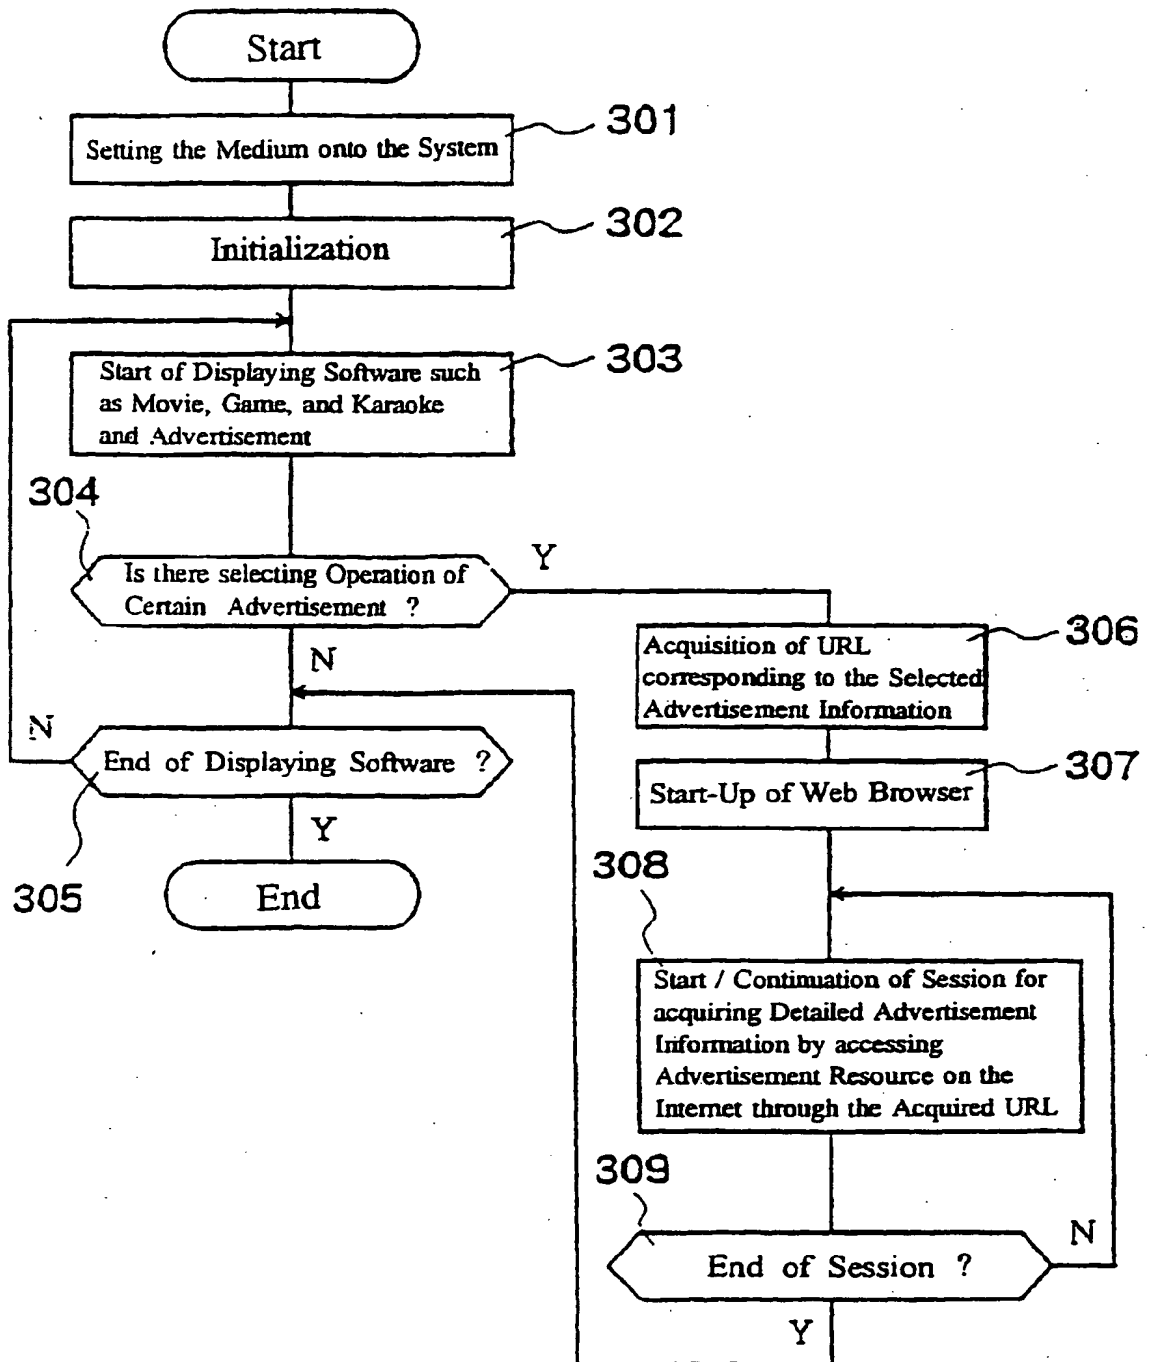 Start
301
Setting the Medium onto the System
302
Initialization
303
Start of Displaying Software such
as Movie, Game, and Karaoke
and Advertisement
304
Is there selecting Operation of
Certain Advertisement ?
Y
N
306
Acquisition of URL
corresponding to the Selected
Advertisement Information
N
End of Displaying Software ?
305
Y
End
307
Start-Up of Web Browser
308
Start / Continuation of Session for
acquiring Detailed Advertisement
Information by accessing
Advertisement Resource on the
Internet through the Acquired URL
309
End of Session ?
N
Y